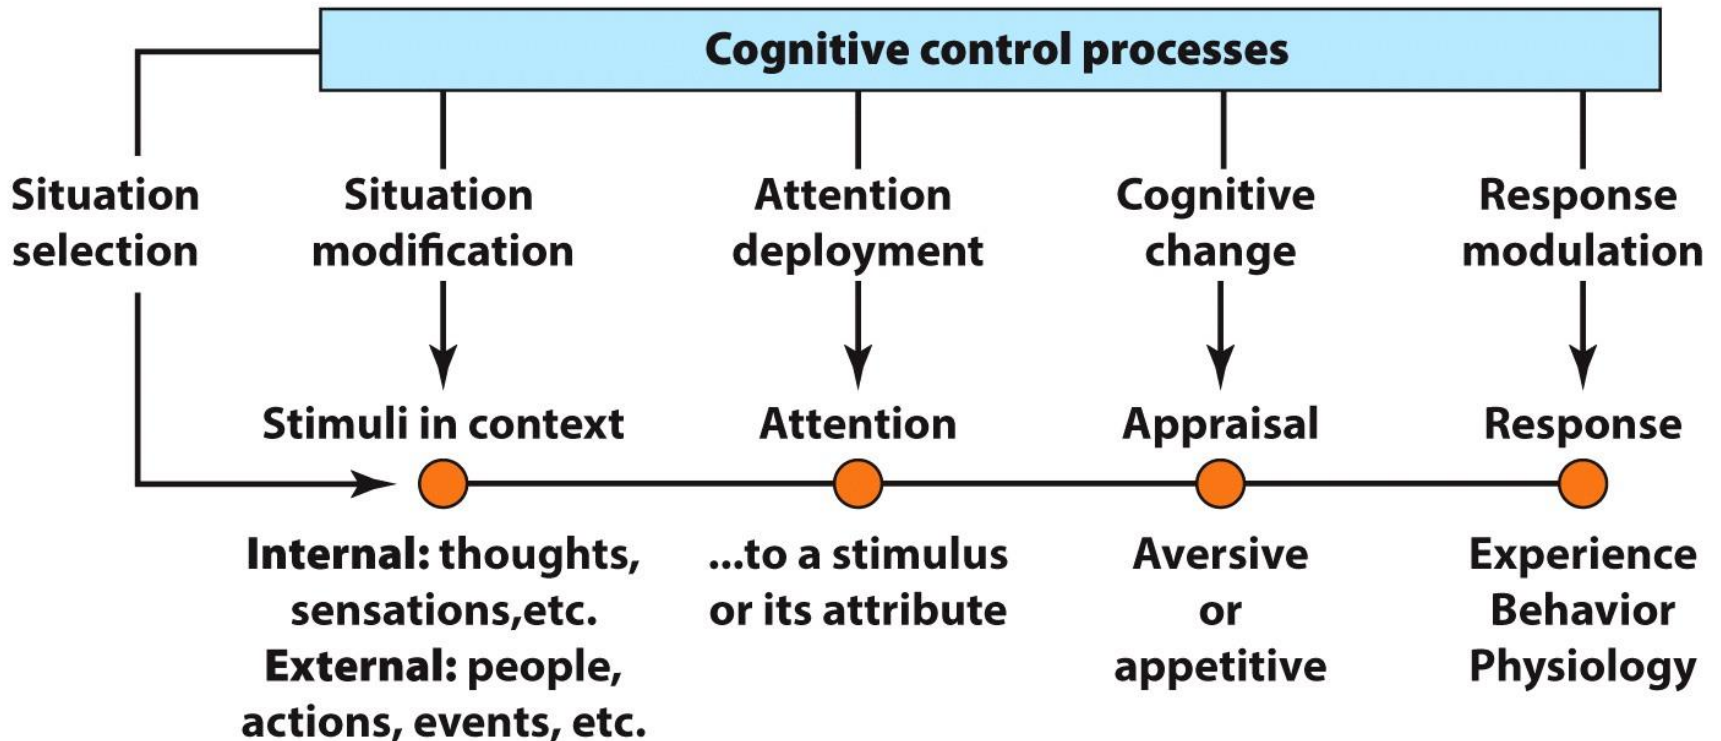 Cognitive control processes
Situation
selection
Situation
modification
Attention
deployment
Cognitive
change
Response
modulation
Stimuli in context
Attention
Appraisal
Response
Internal: thoughts,
sensations,etc.
External: people,
actions, events, etc.
...to a stimulus
or its attribute
Aversive
or
appetitive
Experience
Behavior
Physiology